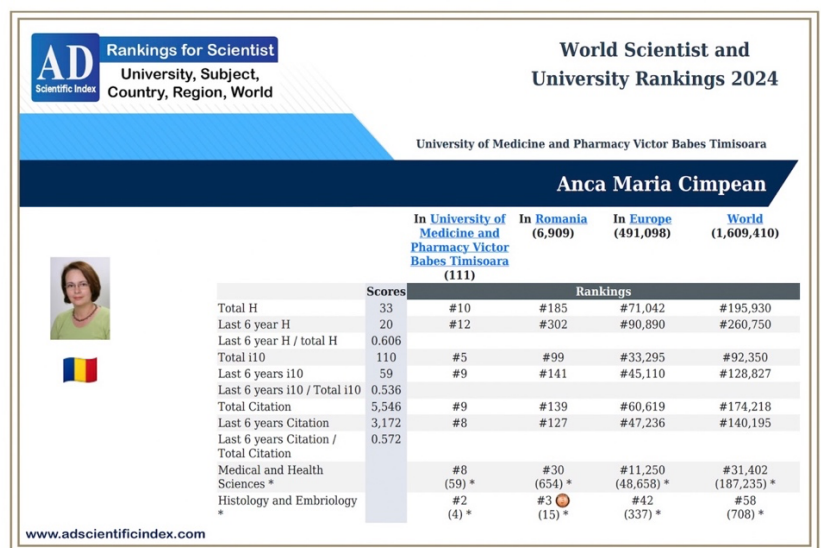 AD
Scientific Index
Rankings for Scientist
University, Subject,
Country, Region, World
World Scientist and
University Rankings 2024
University of Medicine and Pharmacy Victor Babes Timisoara
Anca Maria Cimpean
In University of Medicine and Pharmacy Victor Babes Timisoara (111) In Romania (6,909) In Europe (491,098) World (1,609,410)
Scores Rankings
Total H 33 #10 #185 #71,042 #195,930
Last 6 year H 20 #12 #302 #90,890 #260,750
Last 6 year H / total H 0.606
Total i10 110 #5 #99 #33,295 #92,350
Last 6 years i10 59 #9 #141 #45,110 #128,827
Last 6 years i10 / Total i10 0.536
Total Citation 5,546 #9 #139 #60,619 #174,218
Last 6 years Citation 3,172 #8 #127 #47,236 #140,195
Last 6 years Citation / 0.572
Total Citation
Medical and Health #8 #30 #11,250 #31,402
Sciences * (59) * (654) * (48,658) * (187,235) *
Histology and Embriology #2 #3 #42 #58
* (4) * (15) * (337) * (708) *
www.adscientificindex.com